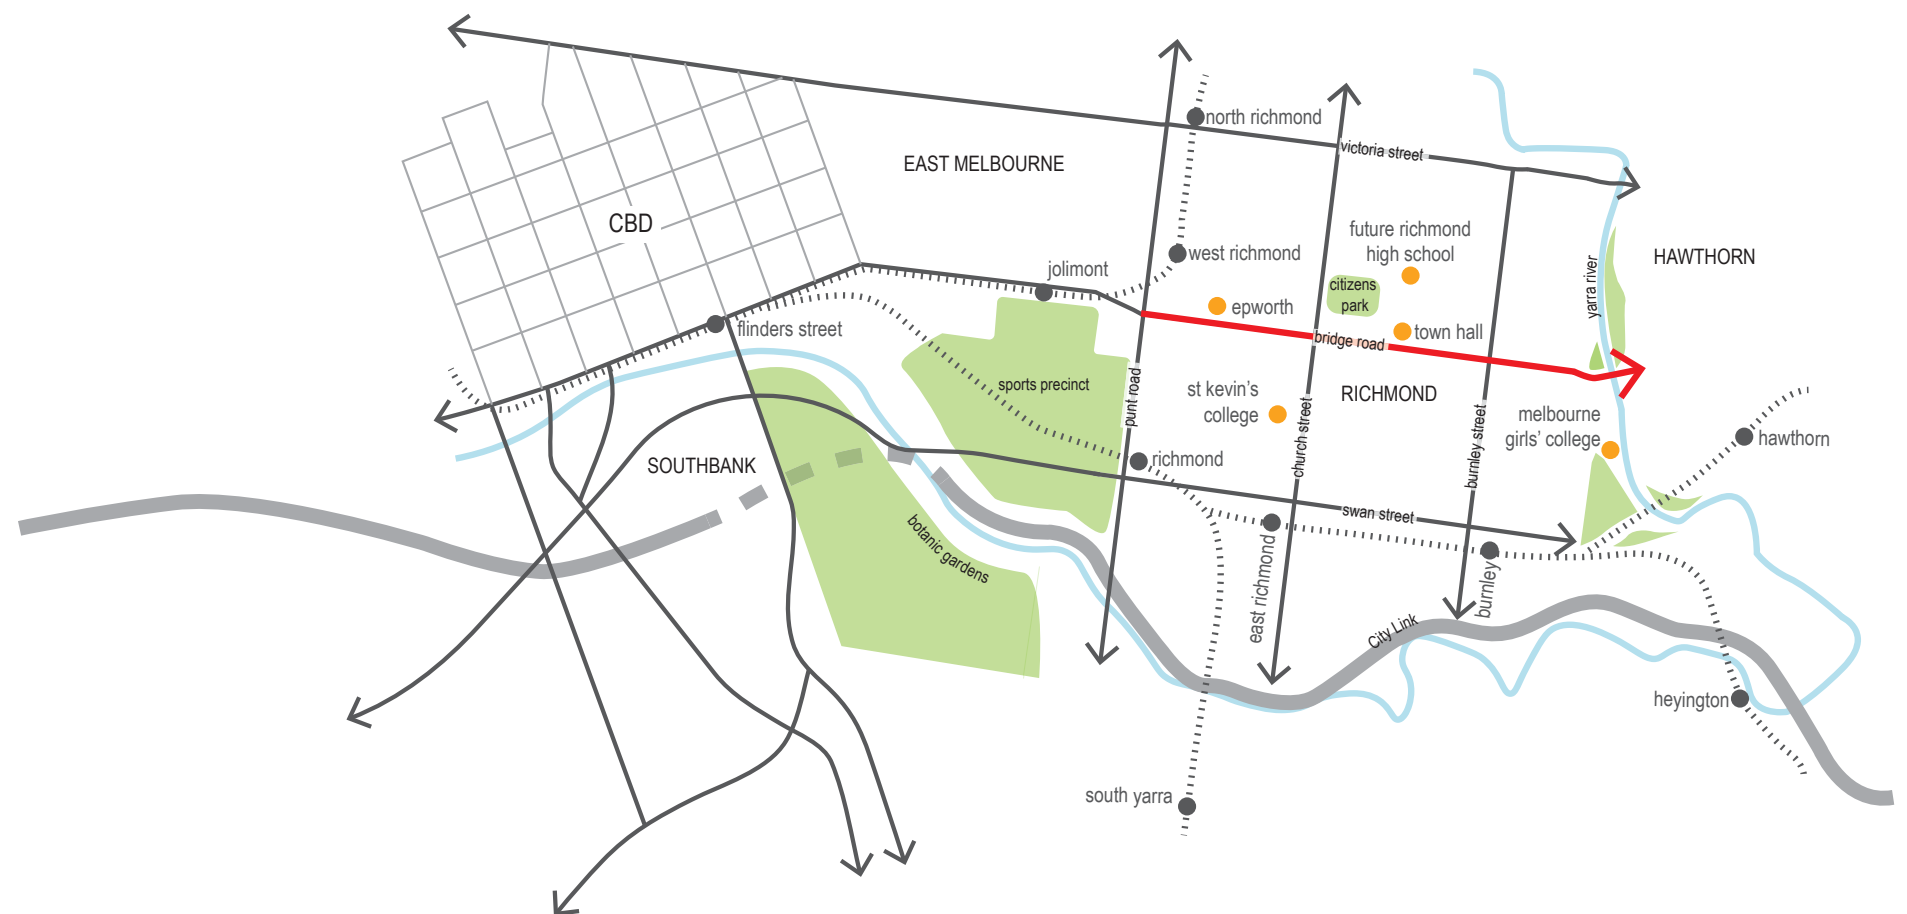 north richmond
victoria street
EAST MELBOURNE
CBD
future richmond
high school
HAWTHORN
west richmond
jolimont
yarra river
citizens
park
epworth
flinders street
town hall
bridge road
sports precinct
punt road
st kevin's
college
RICHMOND
church street
burnley street
melbourne
girls' college
hawthorn
SOUTHBANK
richmond
swan street
botanic gardens
east richmond
burnley
City Link
heyington
south yarra